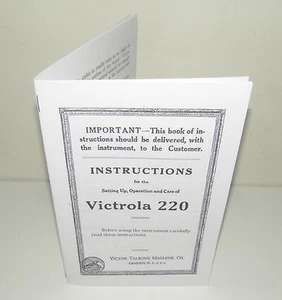 IMPORTANT—This book of in-
structions should be delivered, with
the instrument, to the Customer.
INSTRUCTIONS
for the
Setting Up, Operation and Care of
Victrola 220
Before using the instrument carefully
read these instructions
VICTOR TALKING MACHINE CO.
CAMDEN, N. J., U.S.A.